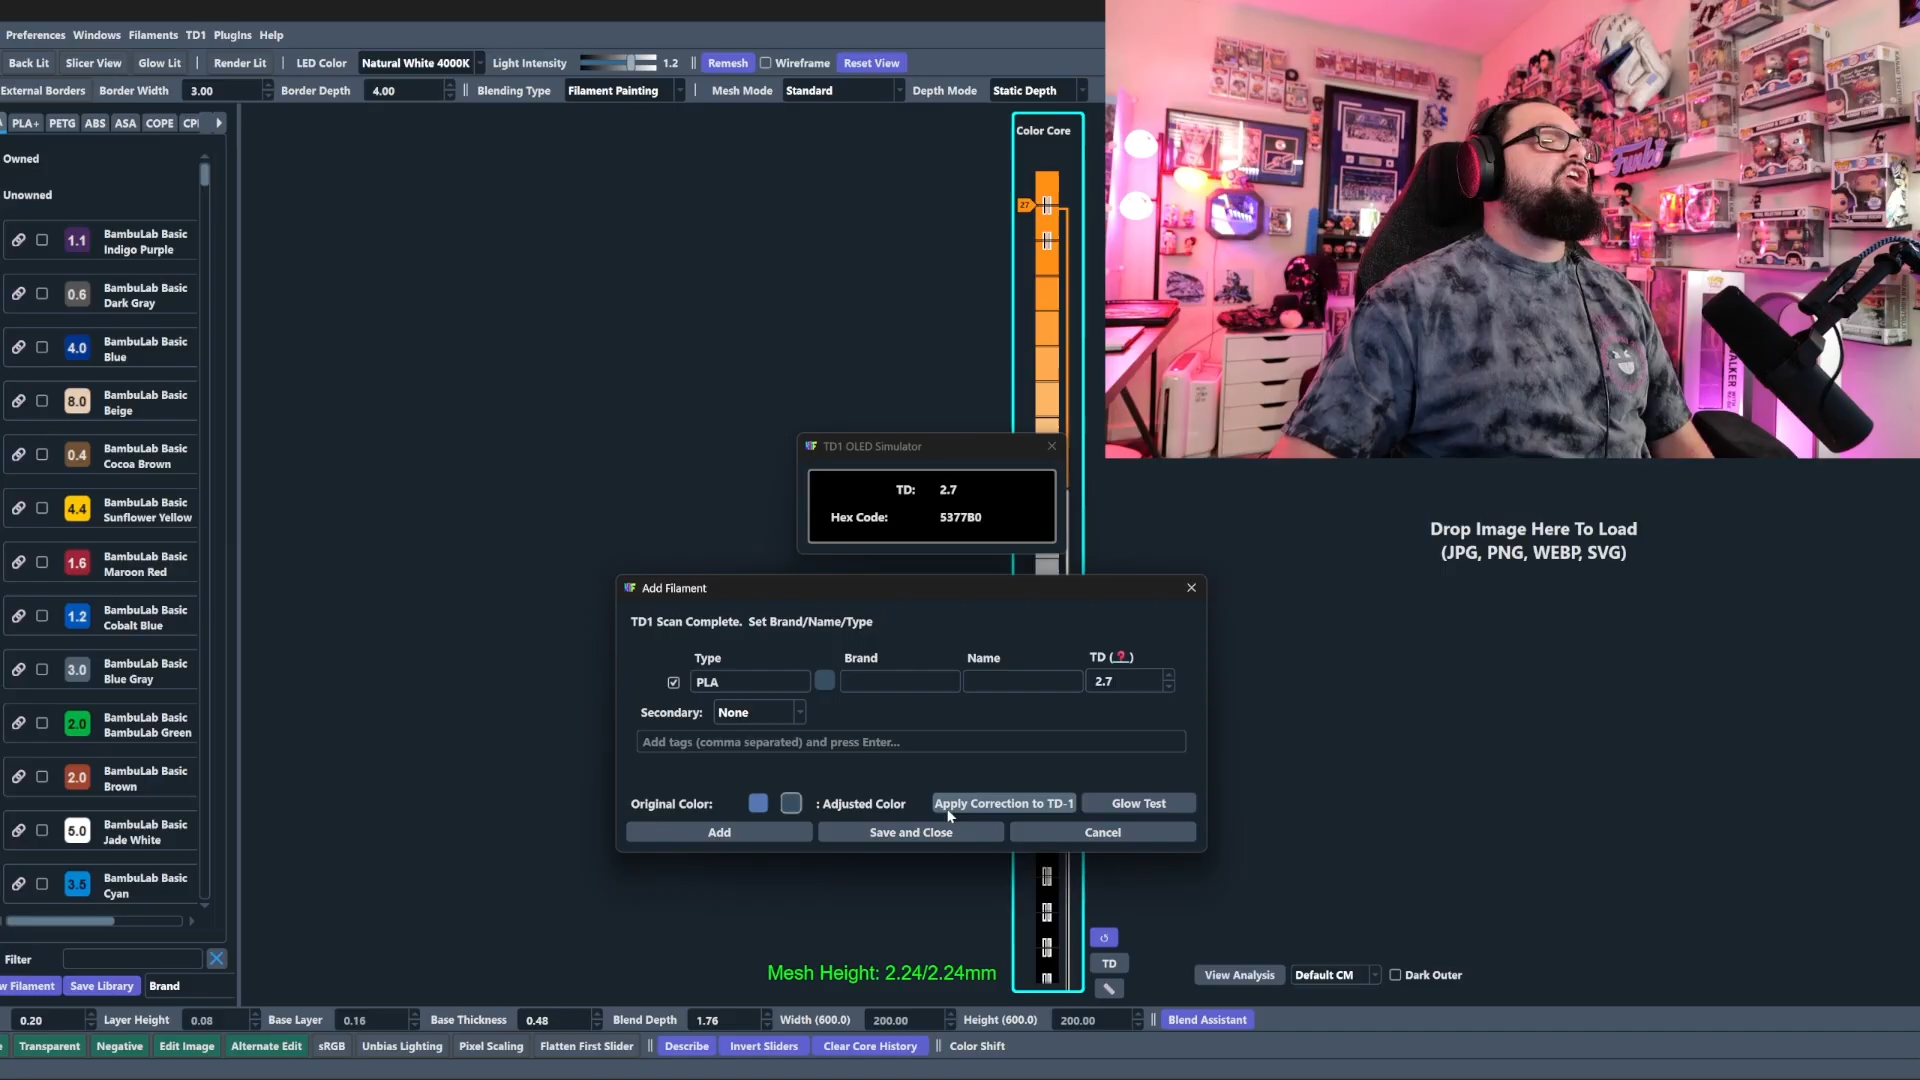 Preferences Windows Filaments TD1 PlugIns Help
Back Lit Slicer View Glow Lit | Render Lit | LED Color Natural White 4000K Light Intensity 1.2 || Remesh Wireframe Reset View
External Borders Border Width 3.00 Border Depth 4.00 || Blending Type Filament Painting | Mesh Mode Standard Depth Mode Static Depth
PLA+ PETG ABS ASA COPE CP
Color Core
Owned
Unowned
27
1.1 BambuLab Basic
Indigo Purple
0.6 BambuLab Basic
Dark Gray
4.0 BambuLab Basic
Blue
8.0 BambuLab Basic
Beige
0.4 BambuLab Basic
Cocoa Brown
4.4 BambuLab Basic
Sunflower Yellow
1.6 BambuLab Basic
Maroon Red
1.2 BambuLab Basic
Cobalt Blue
3.0 BambuLab Basic
Blue Gray
2.0 BambuLab Basic
BambuLab Green
2.0 BambuLab Basic
Brown
5.0 BambuLab Basic
Jade White
3.5 BambuLab Basic
Cyan
Filter
w Filament Save Library Brand
TD1 OLED Simulator
TD: 2.7
Hex Code: 5377B0
Add Filament
TD1 Scan Complete. Set Brand/Name/Type
Type Brand Name TD (?)
PLA 2.7
Secondary: None
Add tags (comma separated) and press Enter...
Original Color: : Adjusted Color Apply Correction to TD-1 Glow Test
Add Save and Close Cancel
Funko
Drop Image Here To Load
(JPG, PNG, WEBP, SVG)
Mesh Height: 2.24/2.24mm
TD
View Analysis Default CM Dark Outer
0.20 Layer Height 0.08 Base Layer 0.16 Base Thickness 0.48 Blend Depth 1.76 Width (600.0) 200.00 Height (600.0) 200.00 || Blend Assistant
Transparent Negative Edit Image Alternate Edit sRGB Unbias Lighting Pixel Scaling Flatten First Slider || Describe Invert Sliders Clear Core History || Color Shift